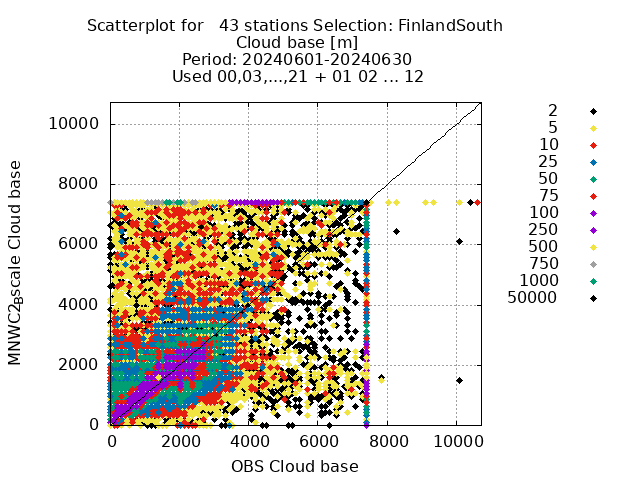 Scatterplot for   43 stations Selection: FinlandSouth
Cloud base [m]
Period: 20240601-20240630
Used 00,03,...,21 + 01 02 ... 12
MNWC2Bscale Cloud base
10000
8000
6000
4000
2000
0
0 2000 4000 6000 8000 10000
OBS Cloud base
2
5
10
25
50
75
100
250
500
750
1000
50000